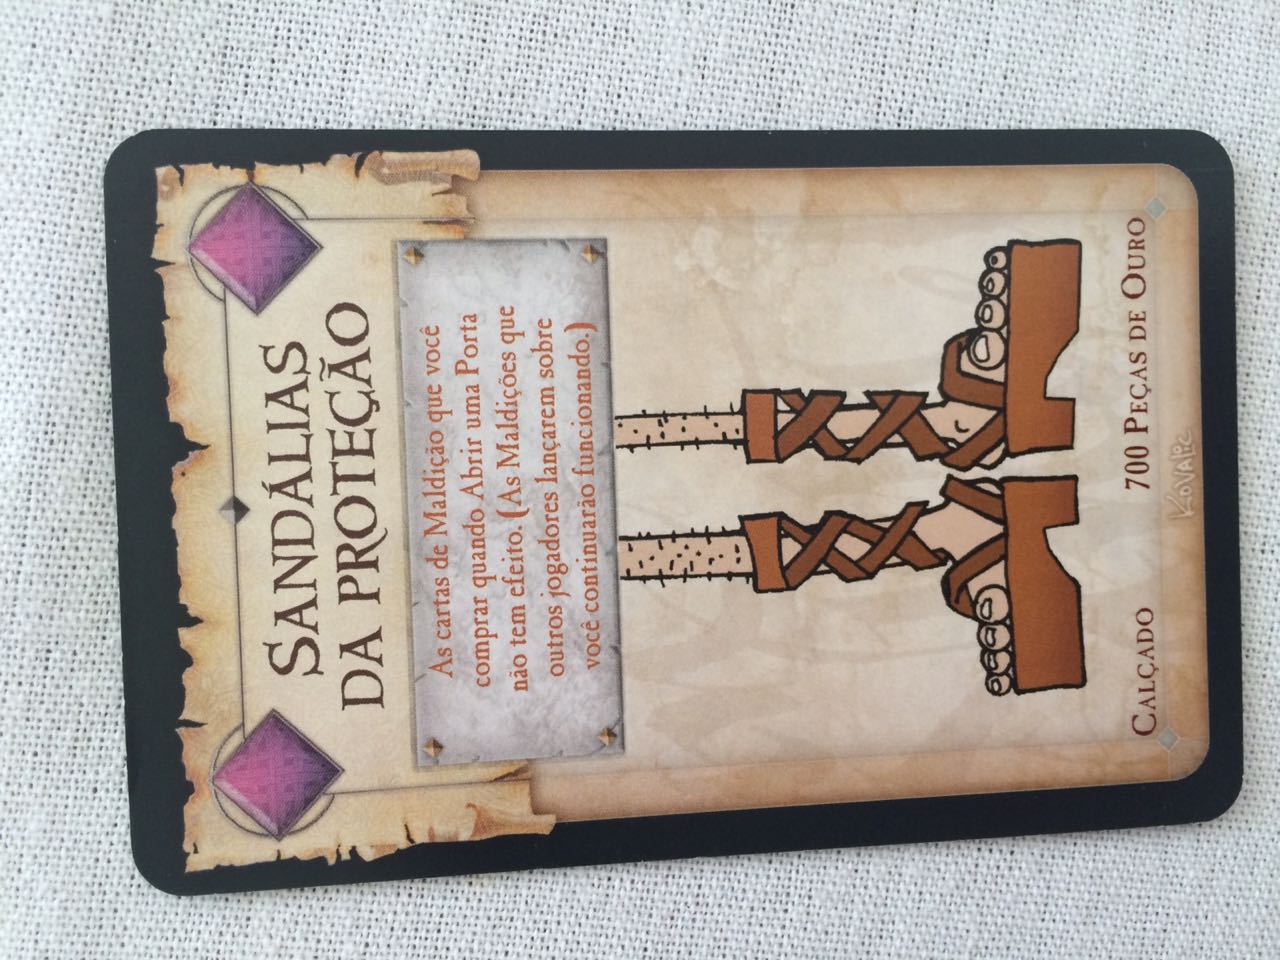 Sandálias
da proteção
As cartas de Maldição que você
comprar quando Abrir uma Porta
não tem efeito. (As Maldições que
outros jogadores lançarem sobre
você continuarão funcionando.)
Calçado
700 Peças de Ouro
Kovalic